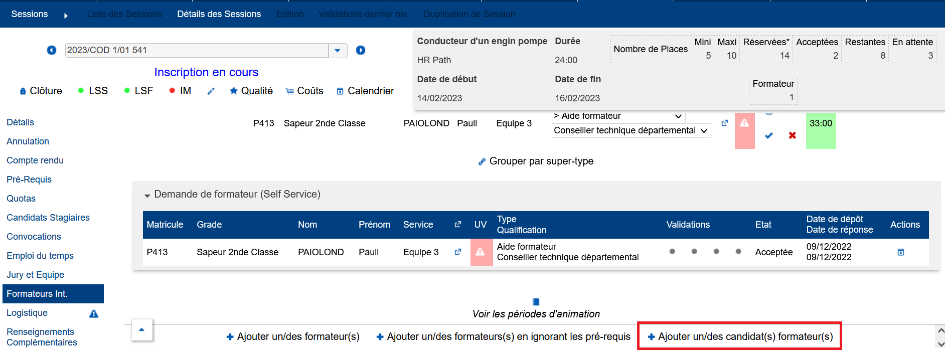 Sessions Liste des Sessions Détails des Sessions Edition Validations dernier niv. Duplication de Session
2023/COD 1/01 541
Inscription en cours
Clôture LSS LSF IM Qualité Coûts Calendrier
Conducteur d'un engin pompe Durée
HR Path 24:00
Date de début Date de fin
14/02/2023 16/02/2023
Nombre de Places Mini Maxi Réservées* Acceptées Restantes En attente
5 10 14 2 8 3
Formateur
1
Détails
Annulation
Compte rendu
Pré-Requis
Quotas
Candidats Stagiaires
Convocations
Emploi du temps
Jury et Equipe
Formateurs Int.
Logistique
Renseignements
Complémentaires
P413 Sapeur 2nde Classe PAIOLOND Paull Equipe 3 > Aide formateur 33:00
Conseiller technique départemental
Grouper par super-type
Demande de formateur (Self Service)
Matricule Grade Nom Prénom Service UV Type Validations Etat Date de dépôt Actions
Qualification Date de réponse
P413 Sapeur 2nde Classe PAIOLOND Paull Equipe 3 Aide formateur Acceptée 09/12/2022
Conseiller technique départemental 09/12/2022
Voir les périodes d'animation
+ Ajouter un/des formateur(s) + Ajouter un/des formateur(s) en ignorant les pré-requis + Ajouter un/des candidat(s) formateur(s)